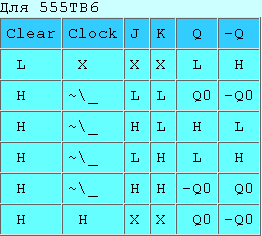 Для 555ТВ6
Clear Clock J K Q -Q
L X X X L H
H ~\_ L L Q0 -Q0
H ~\_ H L H L
H ~\_ L H L H
H ~\_ H H -Q0 Q0
H H X X Q0 -Q0